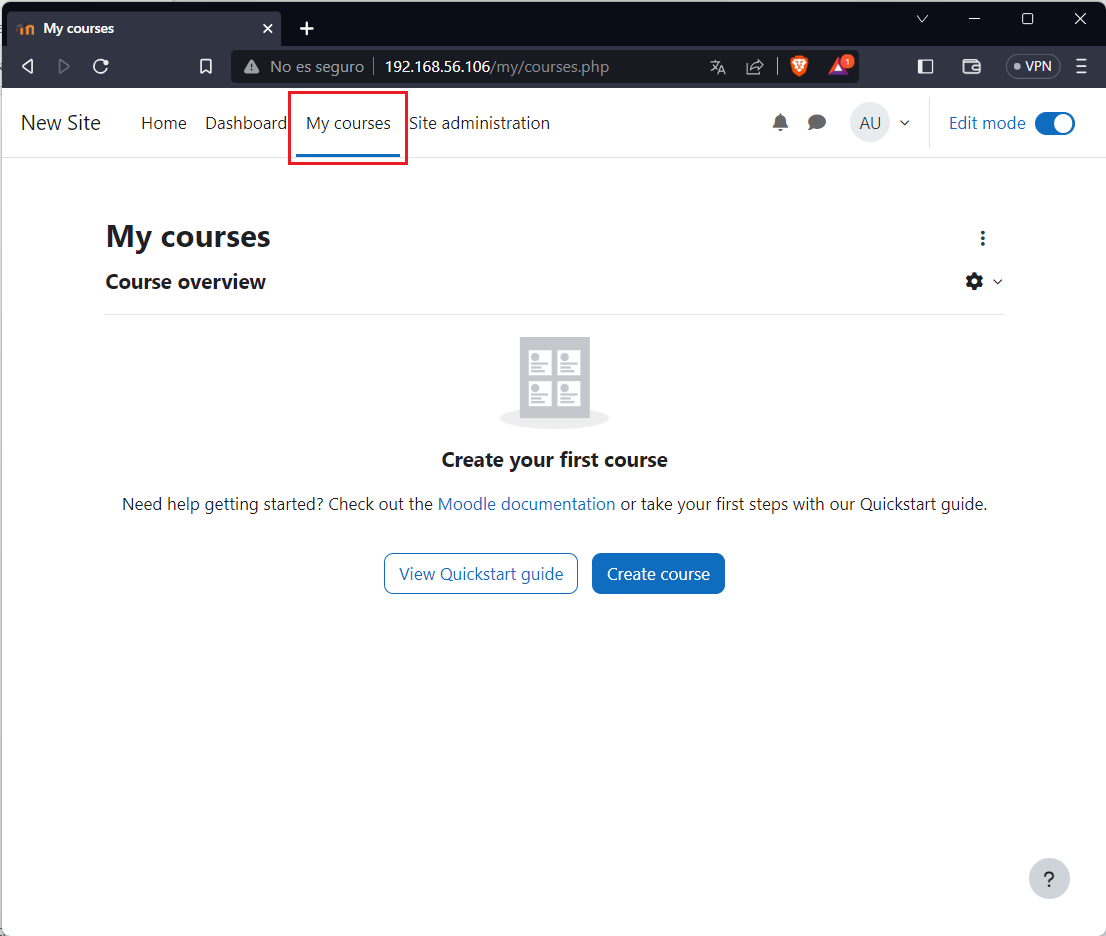 My courses
No es seguro 192.168.56.106/my/courses.php 1 VPN
New Site Home Dashboard My courses Site administration AU Edit mode
My courses
Course overview
Create your first course
Need help getting started? Check out the Moodle documentation or take your first steps with our Quickstart guide.
View Quickstart guide Create course
?